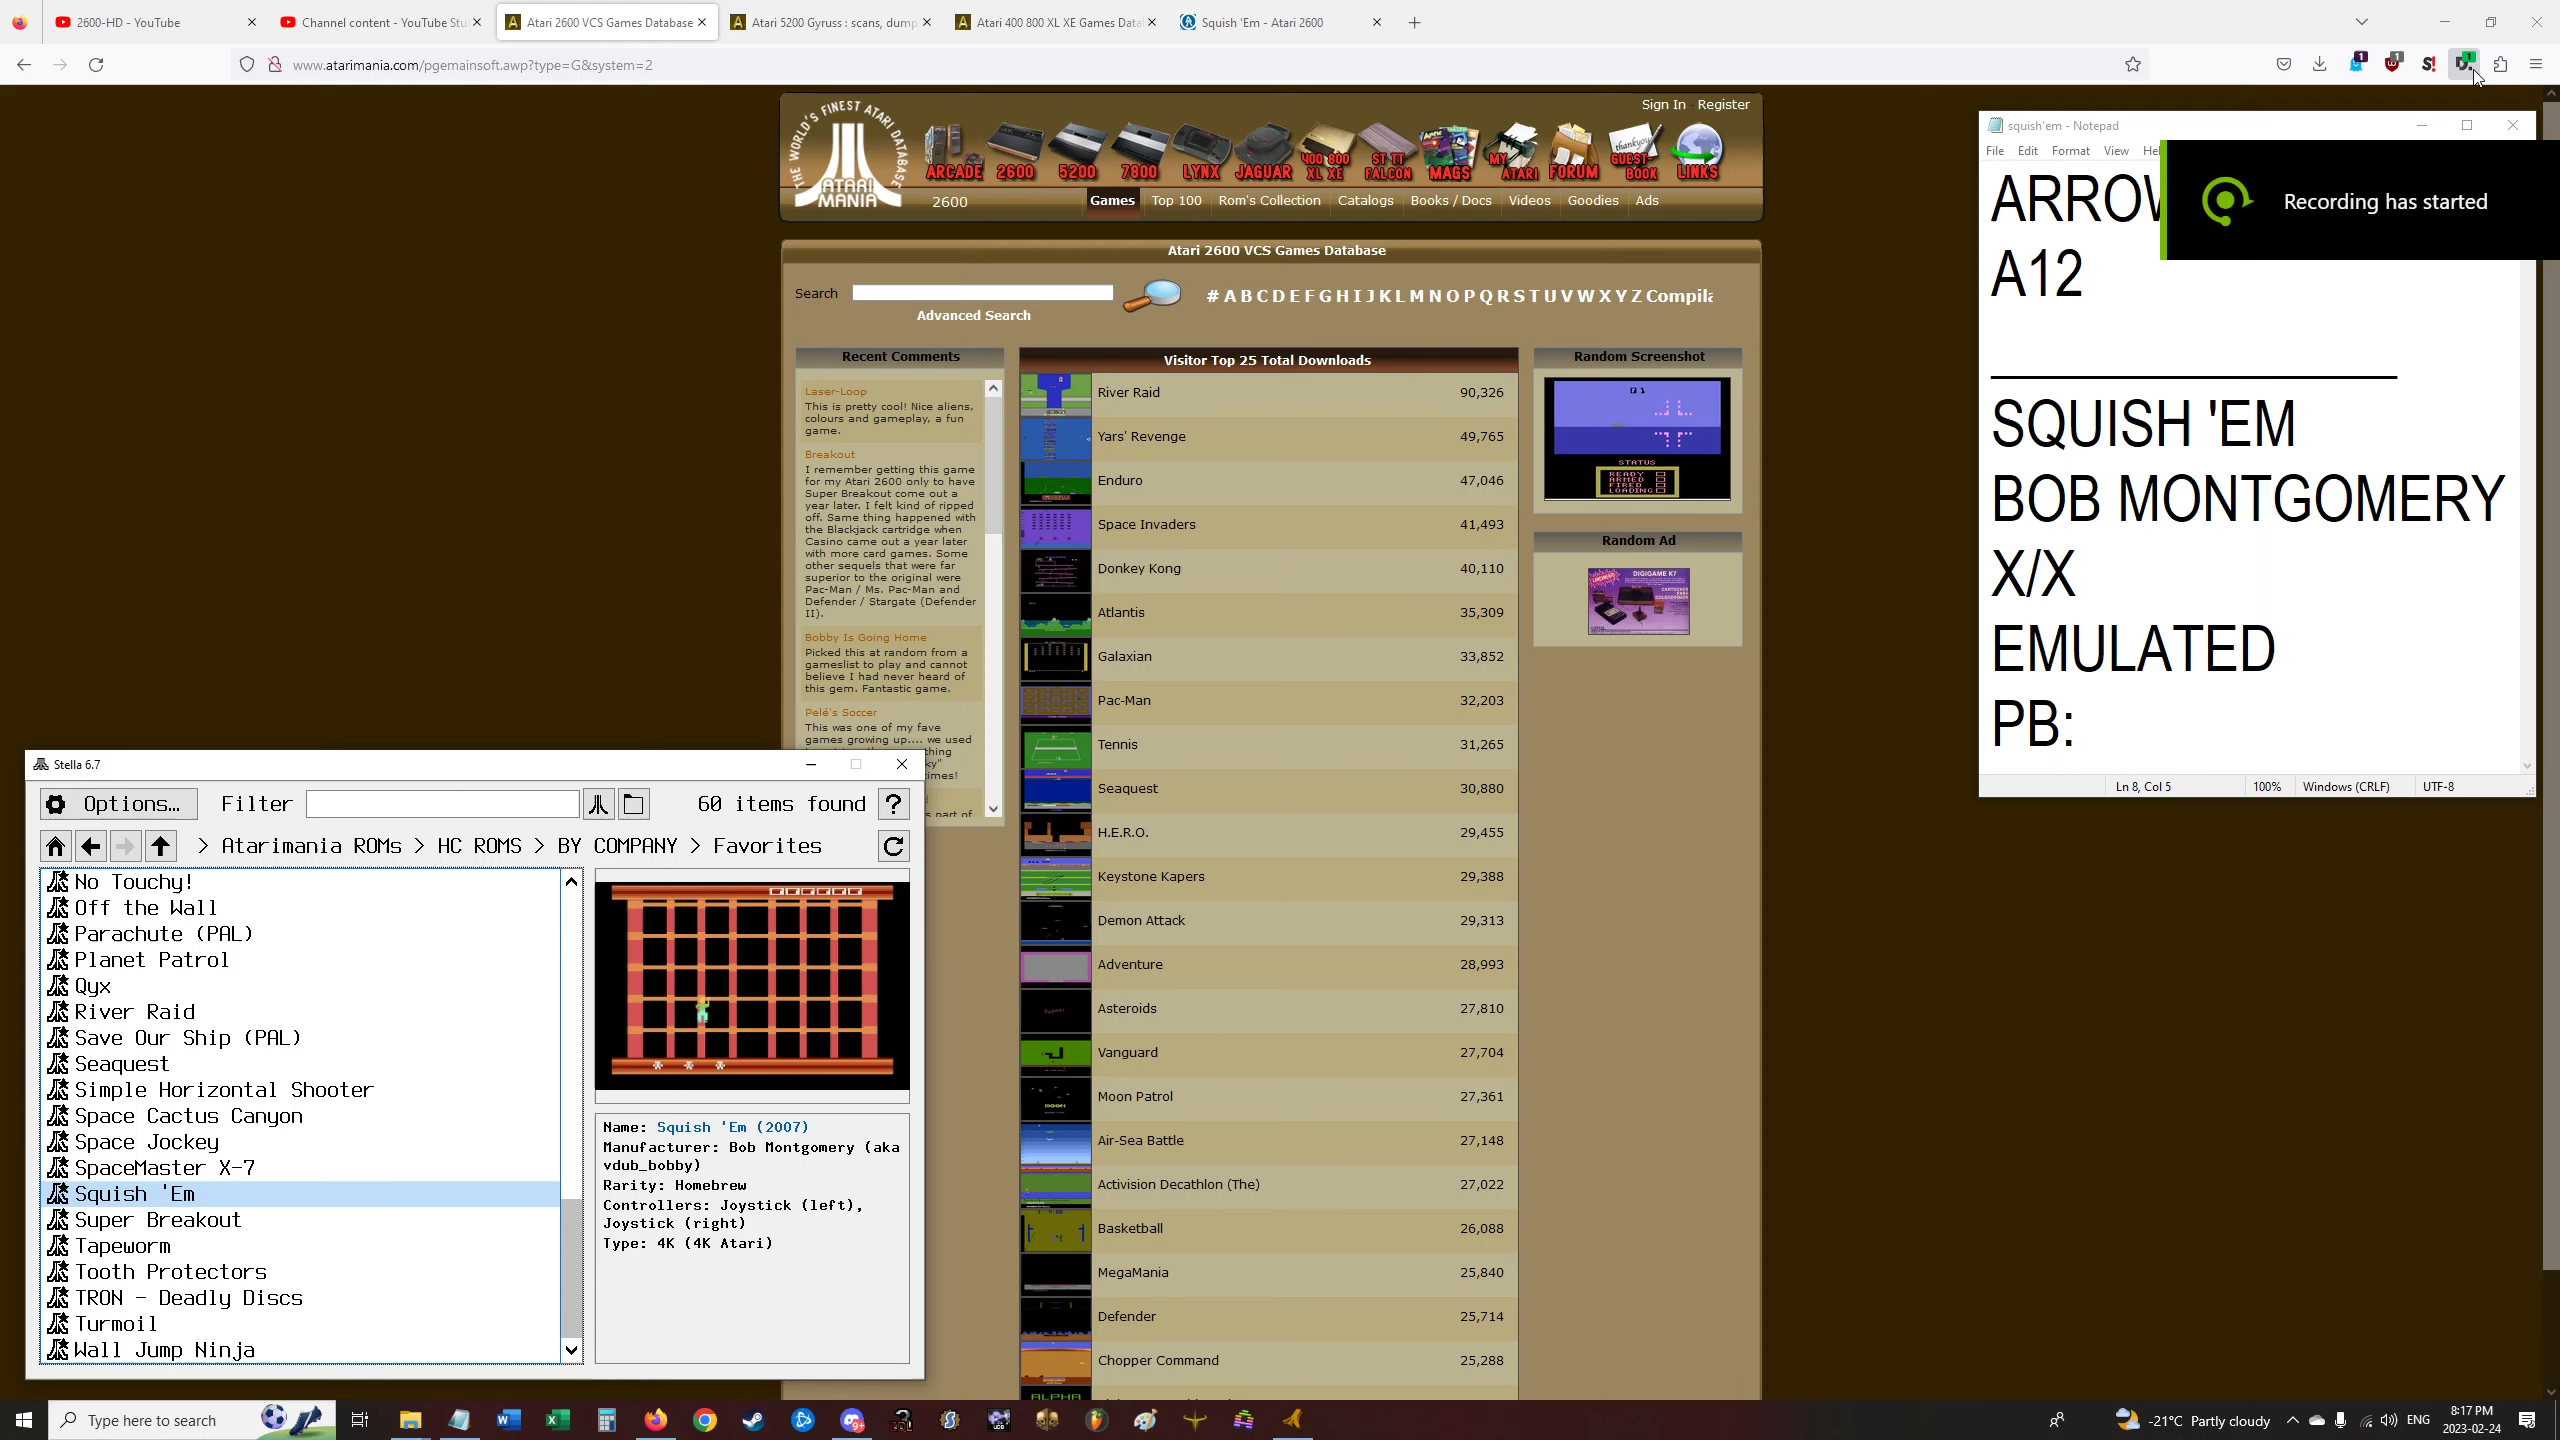 2600-HD - YouTube
Channel content - YouTube Stu
Atari 2600 VCS Games Database
Atari 5200 Gyruss : scans, dump
Atari 400 800 XL XE Games Data
Squish 'Em - Atari 2600
www.atarimania.com/pgemainsoft.awp?type=G&system=2
THE WORLD'S FINEST ATARI DATABASE
ATARI MANIA
Sign In Register
ARCADE 2600 5200 7800 LYNX JAGUAR 400 800 XL XE ST TT FALCON MAGS MY ATARI FORUM GUEST-BOOK LINKS
2600
Games Top 100 Rom's Collection Catalogs Books / Docs Videos Goodies Ads
Atari 2600 VCS Games Database
Search
# A B C D E F G H I J K L M N O P Q R S T U V W X Y Z Compila
Advanced Search
Recent Comments
Laser-Loop
This is pretty cool! Nice aliens,
colours and gameplay, a fun
game.
Breakout
I remember getting this game
for my Atari 2600 only to have
Super Breakout come out a
year later. I felt kind of ripped
off. Same thing happened with
the Blackjack cartridge when
Casino came out a year later
with more card games. Some
other sequels that were far
superior to the original were
Pac-Man / Ms. Pac-Man and
Defender / Stargate (Defender
II).
Bobby Is Going Home
Picked this at random from a
gameslist to play and cannot
believe I had never heard of
this gem. Fantastic game.
Pelé's Soccer
This was one of my fave
games growing up.... we used
Visitor Top 25 Total Downloads
River Raid 90,326
Yars' Revenge 49,765
Enduro 47,046
Space Invaders 41,493
Donkey Kong 40,110
Atlantis 35,309
Galaxian 33,852
Pac-Man 32,203
Tennis 31,265
Seaquest 30,880
H.E.R.O. 29,455
Keystone Kapers 29,388
Demon Attack 29,313
Adventure 28,993
Asteroids 27,810
Vanguard 27,704
Moon Patrol 27,361
Air-Sea Battle 27,148
Activision Decathlon (The) 27,022
Basketball 26,088
MegaMania 25,840
Defender 25,714
Chopper Command 25,288
Random Screenshot
STATUS
READY
ARMED
FIRED
LOADING
Random Ad
DIGIGAME K7
squish'em - Notepad
File Edit Format View Hel
ARROW
A12
SQUISH 'EM
BOB MONTGOMERY
X/X
EMULATED
PB:
Ln 8, Col 5 100% Windows (CRLF) UTF-8
Recording has started
Stella 6.7
Options... Filter 60 items found ?
> Atarimania ROMs > HC ROMS > BY COMPANY > Favorites
No Touchy!
Off the Wall
Parachute (PAL)
Planet Patrol
Qyx
River Raid
Save Our Ship (PAL)
Seaquest
Simple Horizontal Shooter
Space Cactus Canyon
Space Jockey
SpaceMaster X-7
Squish 'Em
Super Breakout
Tapeworm
Tooth Protectors
TRON - Deadly Discs
Turmoil
Wall Jump Ninja
Name: Squish 'Em (2007)
Manufacturer: Bob Montgomery (aka
vdub_bobby)
Rarity: Homebrew
Controllers: Joystick (left),
Joystick (right)
Type: 4K (4K Atari)
Type here to search
-21°C Partly cloudy
ENG
8:17 PM
2023-02-24